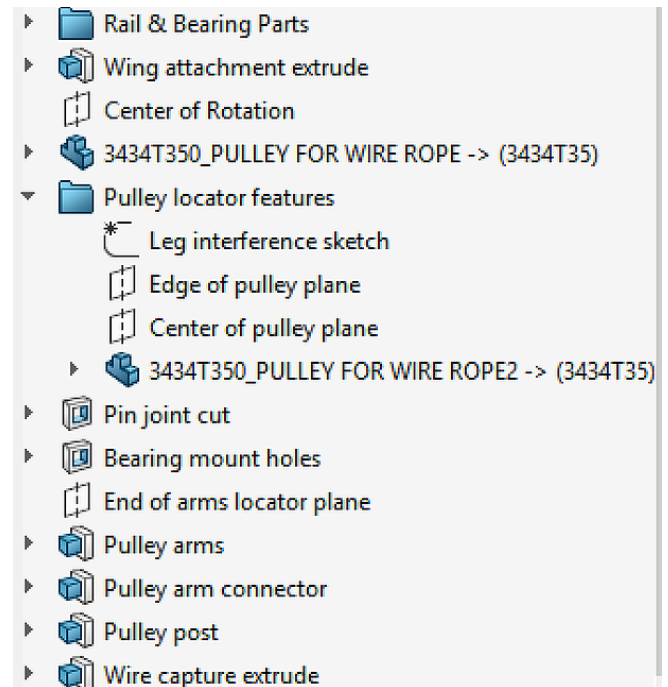 Rail & Bearing Parts
Wing attachment extrude
Center of Rotation
3434T350_PULLEY FOR WIRE ROPE -> (3434T35)
Pulley locator features
Leg interference sketch
Edge of pulley plane
Center of pulley plane
3434T350_PULLEY FOR WIRE ROPE2 -> (3434T35)
Pin joint cut
Bearing mount holes
End of arms locator plane
Pulley arms
Pulley arm connector
Pulley post
Wire capture extrude